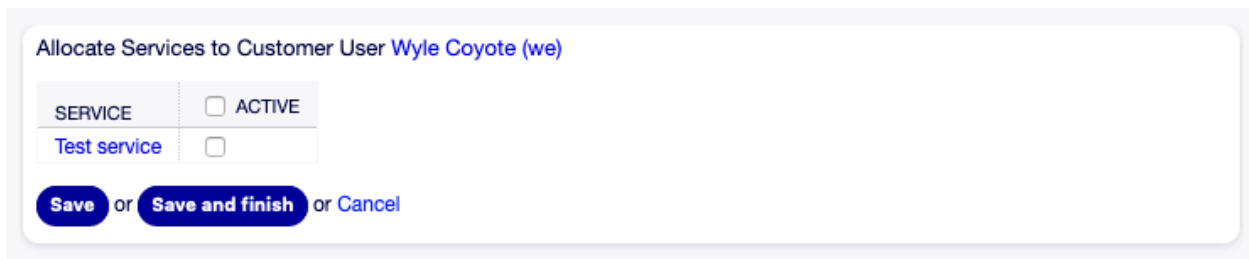 Allocate Services to Customer User Wyle Coyote (we)
SERVICE ACTIVE
Test service
Save or Save and finish or Cancel